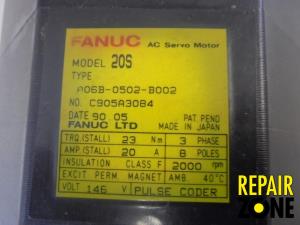 FANUC AC Servo Motor
MODEL 20S
TYPE
A06B-0502-B002
NO. C905A3084
DATE 90.05 PAT. PEND
FANUC LTD MADE IN JAPAN
TRQ.(STALL) 23 Nm 3 PHASE
AMP.(STALL) 20 A 8 POLES
INSULATION CLASS F 2000 rpm
EXCIT PERM MAGNET AMB. 40°C
VOLT 146 V PULSE CODER
REPAIR
ZONE